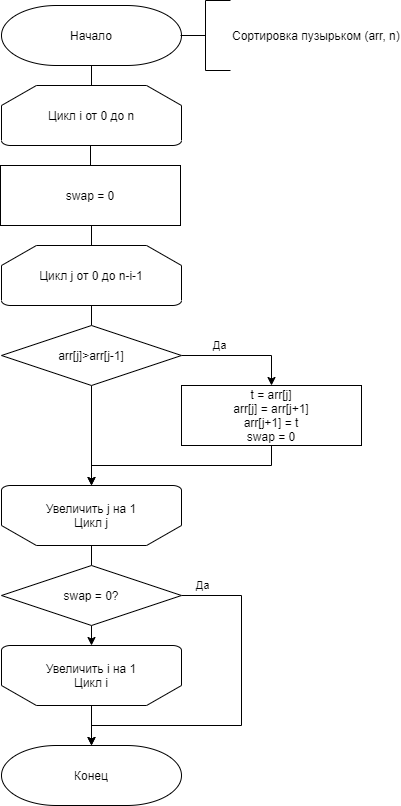 Начало
Сортировка пузырьком (arr, n)
Цикл i от 0 до n
swap = 0
Цикл j от 0 до n-i-1
arr[j]>arr[j-1]
Да
t = arr[j]
arr[j] = arr[j+1]
arr[j+1] = t
swap = 0
Увеличить j на 1
Цикл j
swap = 0?
Да
Увеличить i на 1
Цикл i
Конец